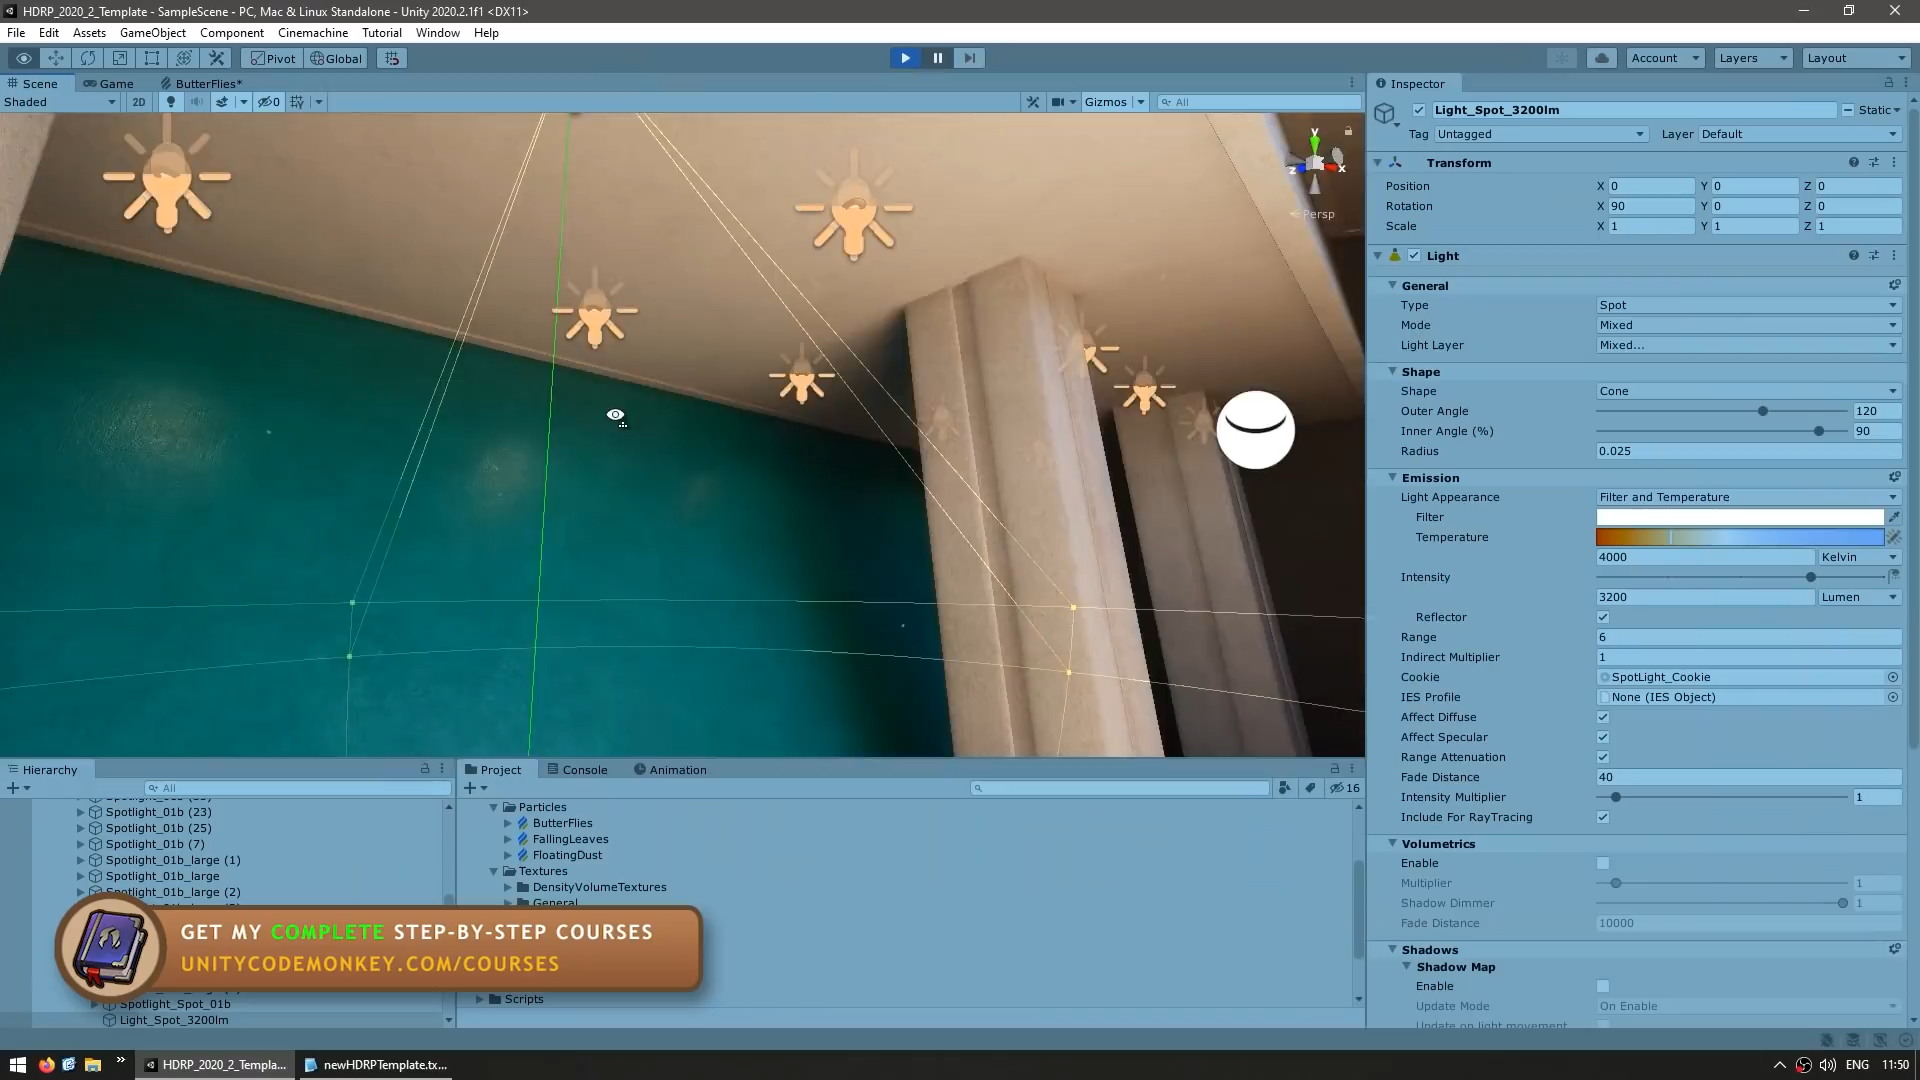 HDRP_2020_2_Template - SampleScene - PC, Mac & Linux Standalone - Unity 2020.2.1f1 <DX11>
File Edit Assets GameObject Component Cinemachine Tutorial Window Help
Pivot Global Account Layers Layout
Scene Game ButterFlies* Inspector
Shaded 2D 0 Gizmos All
Light_Spot_3200lm Static
Tag Untagged Layer Default
Transform
Position X 0 Y 0 Z 0
Rotation X 90 Y 0 Z 0
Scale X 1 Y 1 Z 1
y
z x
Persp
Light
General
Type Spot
Mode Mixed
Light Layer Mixed...
Shape
Shape Cone
Outer Angle 120
Inner Angle (%) 90
Radius 0.025
Emission
Light Appearance Filter and Temperature
Filter
Temperature
4000 Kelvin
Intensity
3200 Lumen
Reflector
Range 6
Indirect Multiplier 1
Cookie SpotLight_Cookie
IES Profile None (IES Object)
Affect Diffuse
Affect Specular
Range Attenuation
Fade Distance 40
Intensity Multiplier 1
Include For RayTracing
Volumetrics
Enable
Multiplier 1
Shadow Dimmer 1
Fade Distance 10000
Shadows
Shadow Map
Enable
Update Mode On Enable
Update on light movement
Hierarchy
All
Spotlight_01b (23)
Spotlight_01b (25)
Spotlight_01b (7)
Spotlight_01b_large (1)
Spotlight_01b_large
Spotlight_01b_large (2)
Spotlight_Spot_01b
Light_Spot_3200lm
Project Console Animation
16
Particles
ButterFlies
FallingLeaves
FloatingDust
Textures
DensityVolumeTextures
General
Scripts
GET MY COMPLETE STEP-BY-STEP COURSES
UNITYCODEMONKEY.COM/COURSES
HDRP_2020_2_Templa... newHDRPTemplate.tx... ENG 11:50